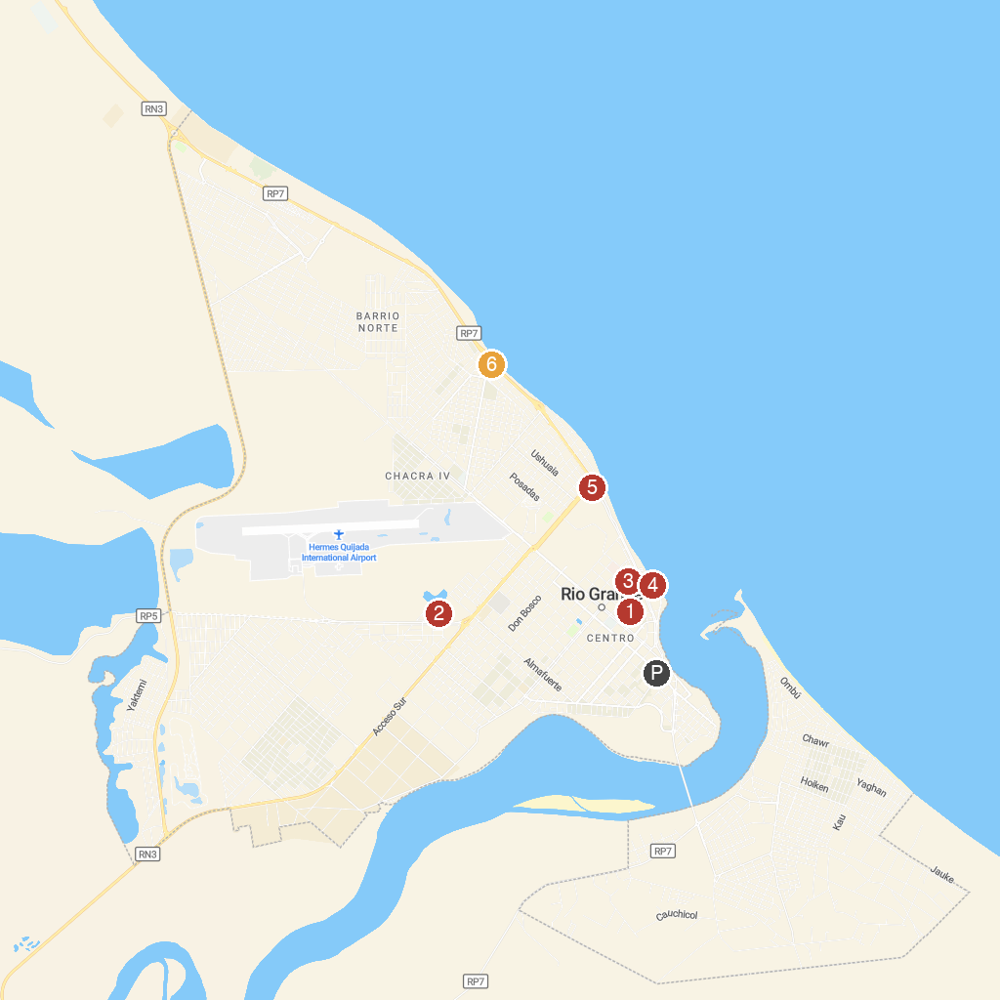 RN3
RP7
BARRIO
NORTE
RP7
6
Ushuaia
CHACRA IV
Posadas
5
Hermes Quijada
International Airport
3
4
Rio Gran
1
2
RP5
Don Bosco
CENTRO
P
Almafuerte
Yaktemi
Ombú
Acceso Sur
Chawr
Hoiken
Yaghan
Kau
RN3
RP7
Jauke
Cauchicol
RP7